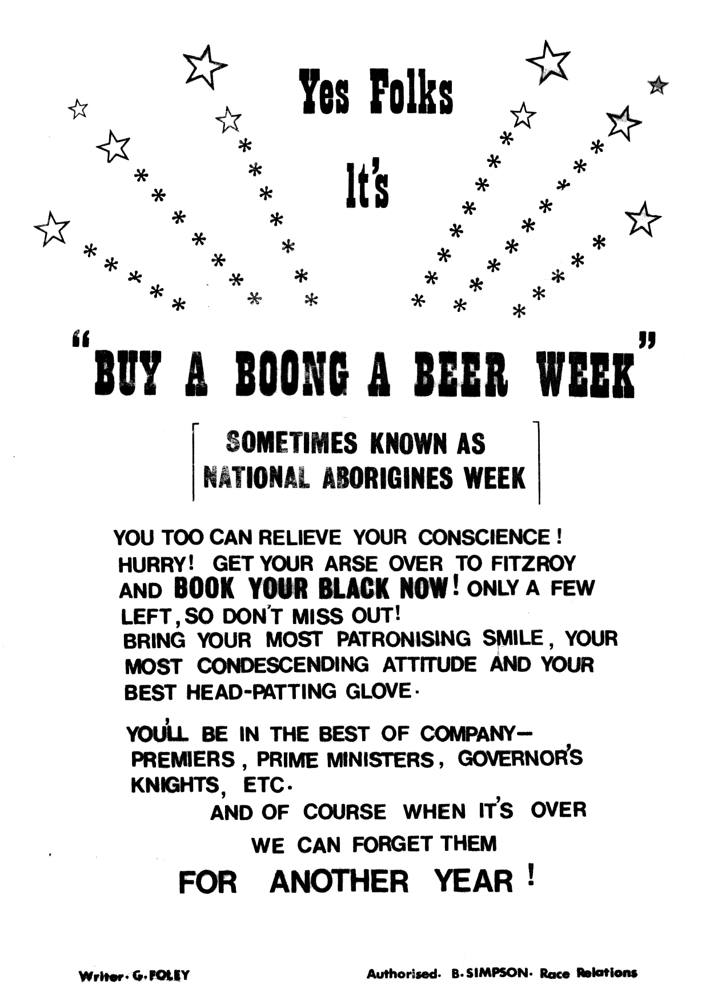 Yes Folks
It's
"BUY A BOONG A BEER WEEK"
SOMETIMES KNOWN AS
NATIONAL ABORIGINES WEEK
YOU TOO CAN RELIEVE YOUR CONSCIENCE!
HURRY! GET YOUR ARSE OVER TO FITZROY
AND BOOK YOUR BLACK NOW! ONLY A FEW
LEFT, SO DON'T MISS OUT!
BRING YOUR MOST PATRONISING SMILE, YOUR
MOST CONDESCENDING ATTITUDE AND YOUR
BEST HEAD-PATTING GLOVE.
YOU'LL BE IN THE BEST OF COMPANY—
PREMIERS, PRIME MINISTERS, GOVERNOR'S
KNIGHTS, ETC.
AND OF COURSE WHEN IT'S OVER
WE CAN FORGET THEM
FOR ANOTHER YEAR!
Writer. G. FOLEY
Authorised. B. SIMPSON. Race Relations